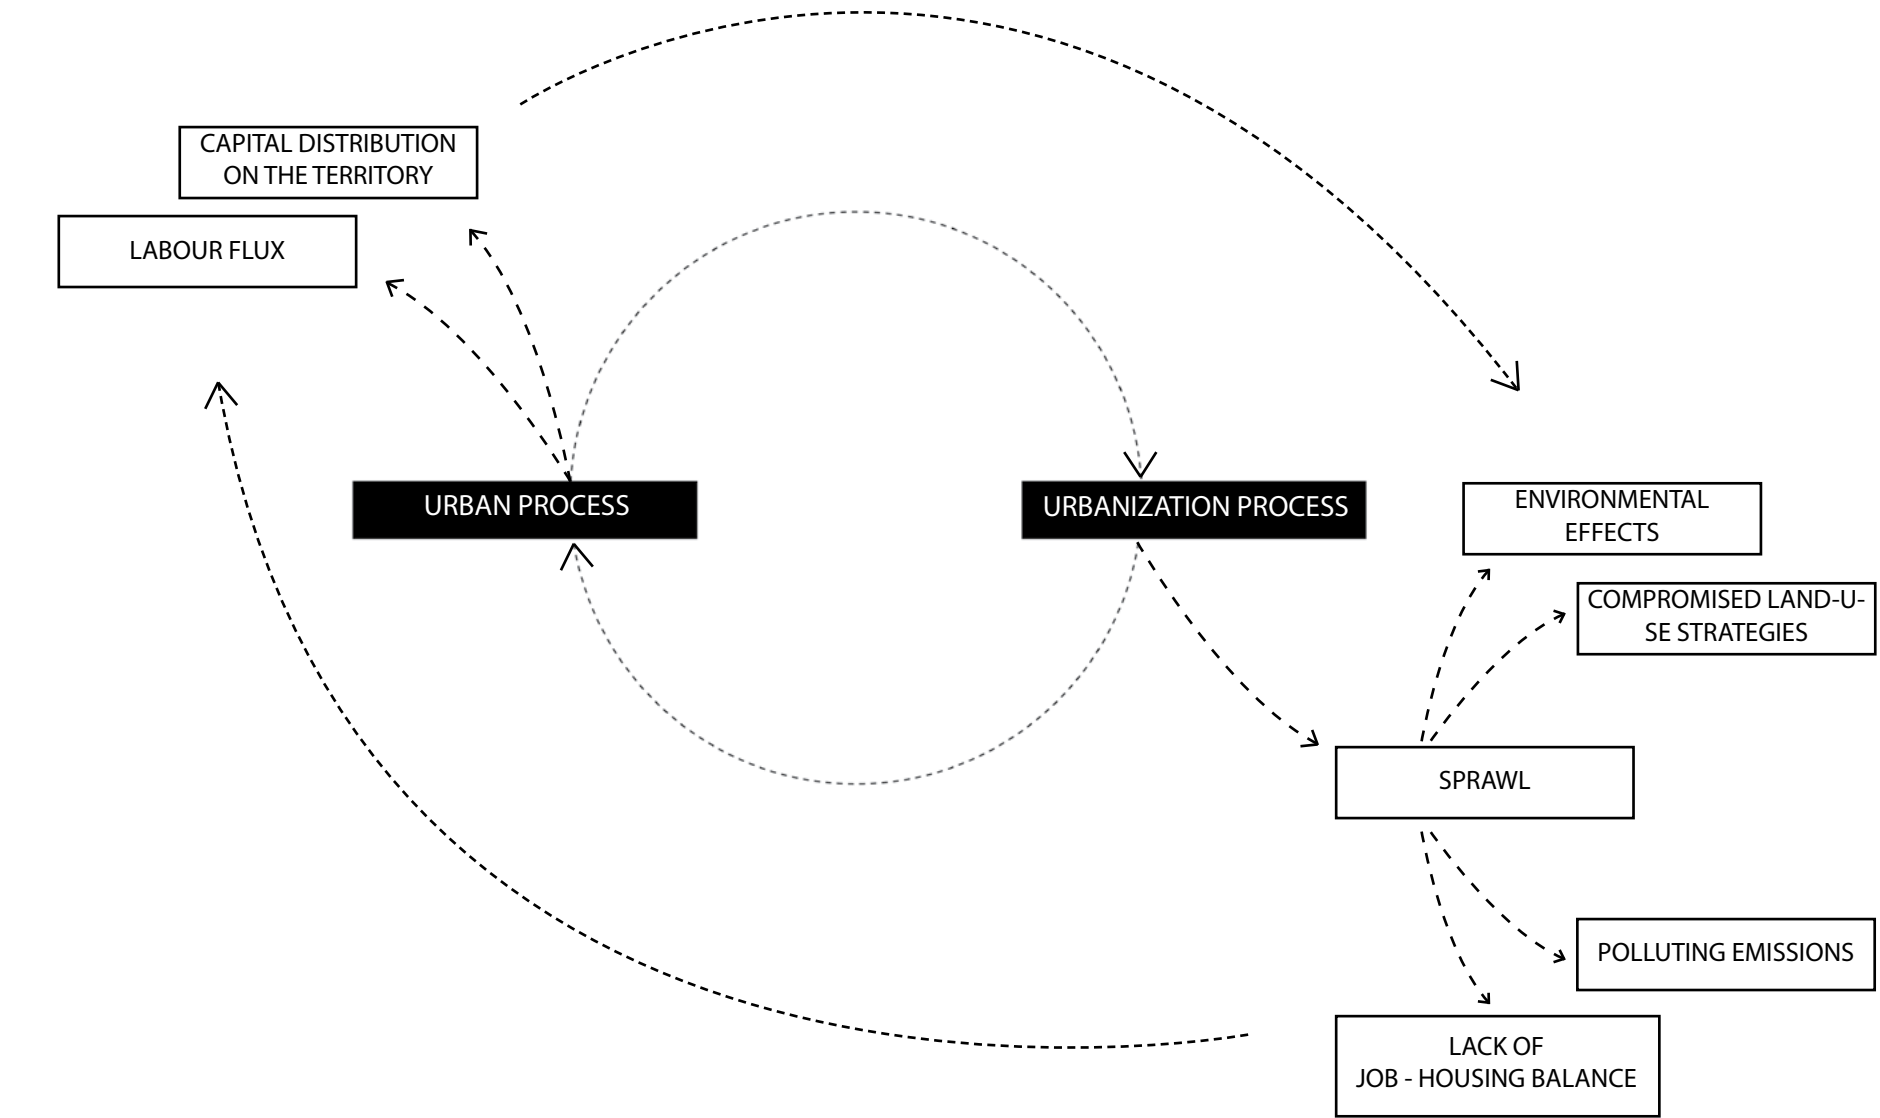 CAPITAL DISTRIBUTION
ON THE TERRITORY
LABOUR FLUX
URBAN PROCESS
URBANIZATION PROCESS
ENVIRONMENTAL
EFFECTS
COMPROMISED LAND-U-
SE STRATEGIES
SPRAWL
POLLUTING EMISSIONS
LACK OF
JOB - HOUSING BALANCE